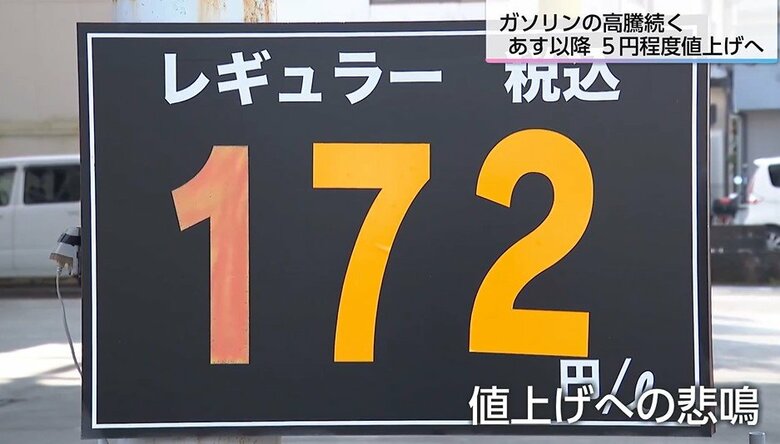 ガソリンの高騰続く
あす以降 5円程度値上げへ
レギュラー 税込
172
円/ℓ
値上げへの悲鳴